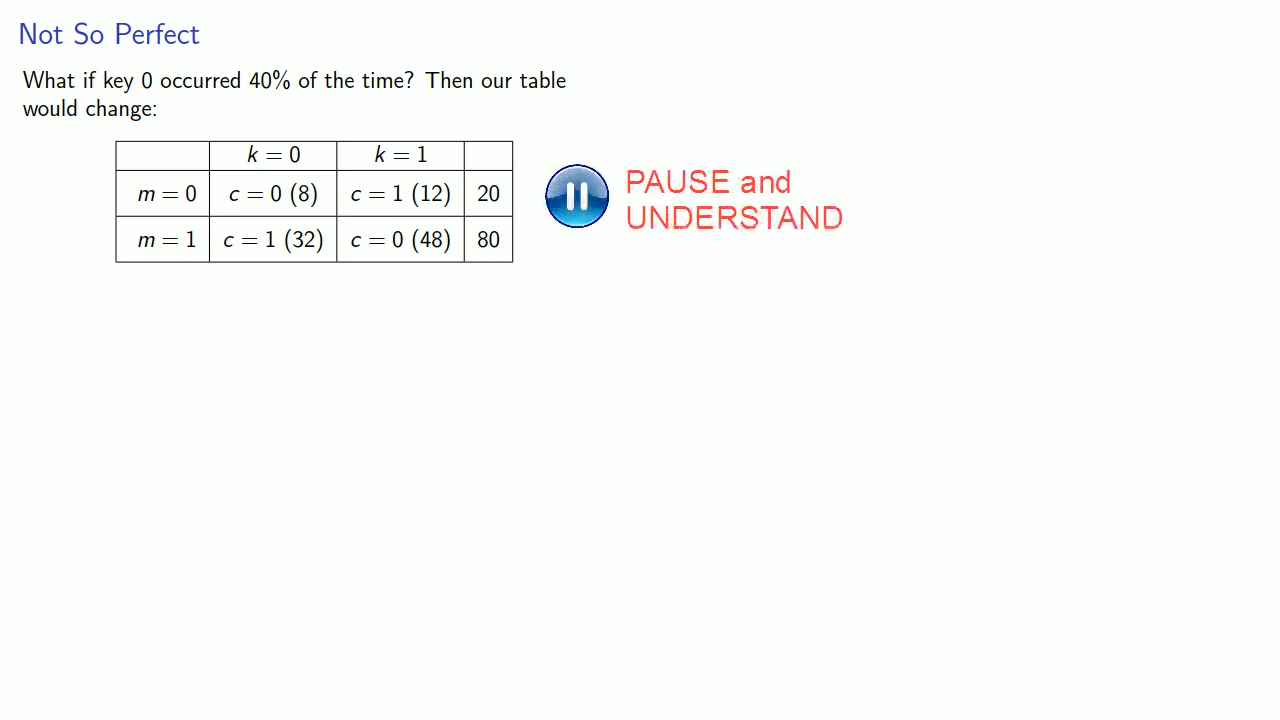 Not So Perfect
What if key 0 occurred 40% of the time? Then our table
would change:
k = 0 k = 1
m = 0 c = 0 (8) c = 1 (12) 20
m = 1 c = 1 (32) c = 0 (48) 80
PAUSE and
UNDERSTAND